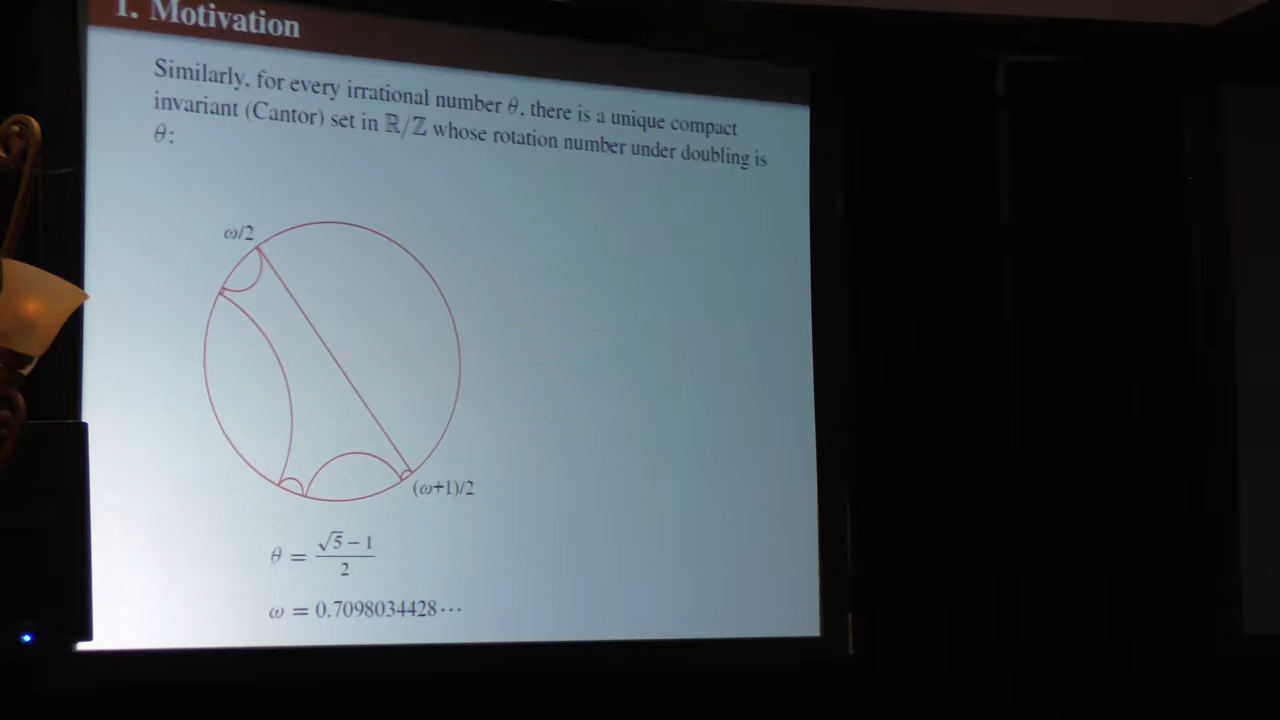 1. Motivation
Similarly, for every irrational number θ, there is a unique compact
invariant (Cantor) set in ℝ/ℤ whose rotation number under doubling is
θ:
ω/2
(ω+1)/2
θ = (√5 − 1)/2
ω = 0.7098034428⋯